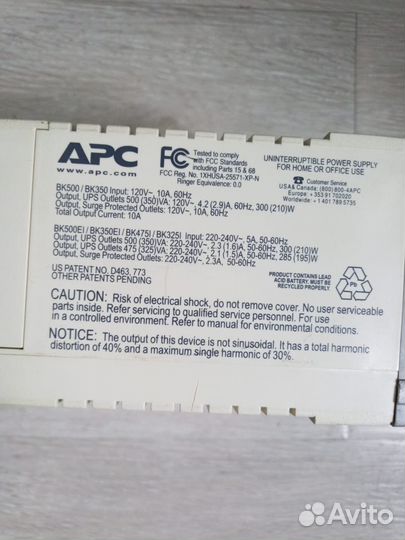 APC
www.apc.com
FC
Tested to comply
with FCC Standards
Including Parts 15 & 68
FCC Reg. No. 1XHUSA-25571-XP-N
Ringer Equivalence: 0.0
UNINTERRUPTIBLE POWER SUPPLY
FOR HOME OR OFFICE USE
Customer Service
USA & Canada: (800) 800-4APC
Europe: +353 91 702020
Worldwide: +1 401 789 5735
BK500 / BK350 Input; 120V~, 10A, 60Hz
Output, UPS Outlets 500 (350)VA: 120V~, 4.2 (2.9)A, 60Hz, 300 (210)W
Output, Surge Protected Outlets: 120V~, 10A, 60Hz
Total Output Current: 10A
BK500EI / BK350EI / BK475I / BK325I Input: 220-240V~, 5A, 50-60Hz
Output, UPS Outlets 500 (350)VA: 220-240V~, 2.3 (1.6)A, 50-60Hz, 300 (210)W
Output, UPS Outlets 475 (325)VA: 220-240V~, 2.1 (1.5)A, 50-60Hz, 285 (195)W
Output, Surge Protected Outlets: 220-240V~, 2.3A, 50-60Hz
US PATENT NO. D463, 773
OTHER PATENTS PENDING
CONTAINS SEALED
LEAD ACID BATTERY. MUST BE
RECYCLED PROPERLY
Pb
CAUTION: Risk of electrical shock, do not remove cover. No user serviceable
parts inside. Refer servicing to qualified service personnel. For use
in a controlled environment. Refer to manual for environmental conditions.
NOTICE: The output of this device is not sinusoidal. It has a total harmonic
distortion of 40% and a maximum single harmonic of 30%.
Avito